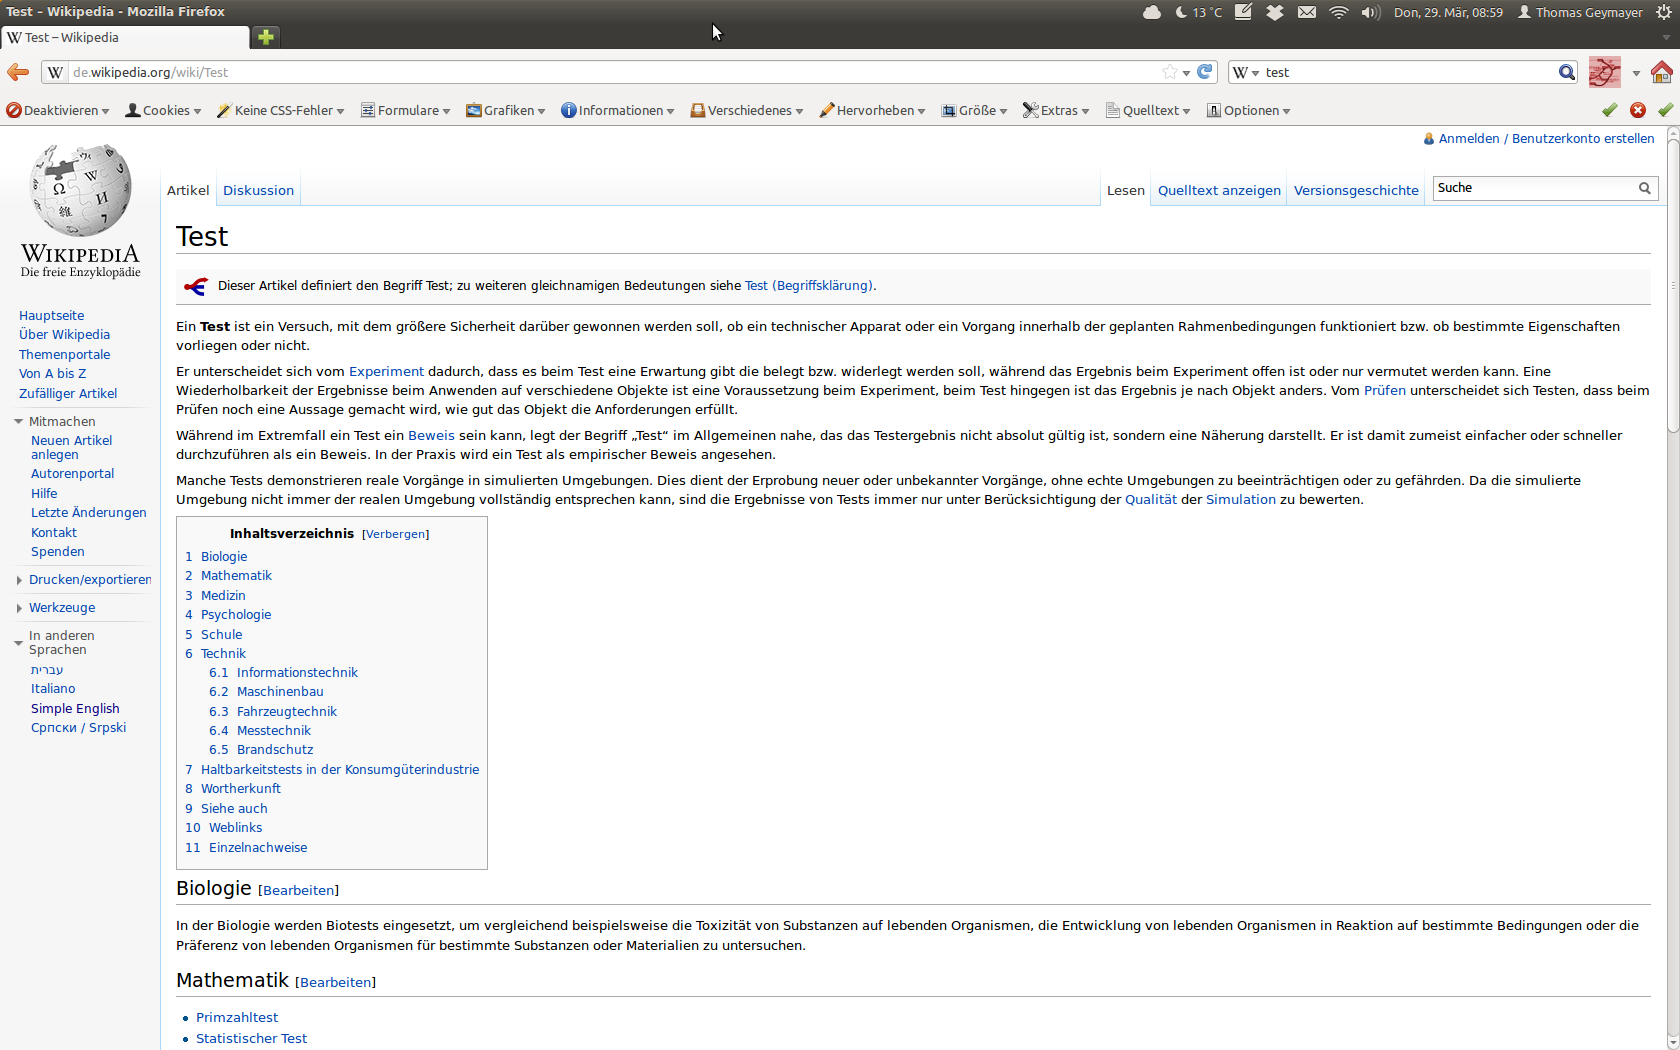 Test – Wikipedia - Mozilla Firefox
13 °C
Don, 29. Mär, 08:59
Thomas Geymayer
W Test – Wikipedia
W de.wikipedia.org/wiki/Test
W test
Deaktivieren Cookies Keine CSS-Fehler Formulare Grafiken Informationen Verschiedenes Hervorheben Größe Extras Quelltext Optionen
Anmelden / Benutzerkonto erstellen
Artikel Diskussion
Lesen Quelltext anzeigen Versionsgeschichte Suche
WIKIPEDIA
Die freie Enzyklopädie
Hauptseite
Über Wikipedia
Themenportale
Von A bis Z
Zufälliger Artikel
Mitmachen
Neuen Artikel
anlegen
Autorenportal
Hilfe
Letzte Änderungen
Kontakt
Spenden
Drucken/exportieren
Werkzeuge
In anderen
Sprachen
עברית
Italiano
Simple English
Српски / Srpski
Test
Dieser Artikel definiert den Begriff Test; zu weiteren gleichnamigen Bedeutungen siehe Test (Begriffsklärung).
Ein Test ist ein Versuch, mit dem größere Sicherheit darüber gewonnen werden soll, ob ein technischer Apparat oder ein Vorgang innerhalb der geplanten Rahmenbedingungen funktioniert bzw. ob bestimmte Eigenschaften
vorliegen oder nicht.
Er unterscheidet sich vom Experiment dadurch, dass es beim Test eine Erwartung gibt die belegt bzw. widerlegt werden soll, während das Ergebnis beim Experiment offen ist oder nur vermutet werden kann. Eine
Wiederholbarkeit der Ergebnisse beim Anwenden auf verschiedene Objekte ist eine Voraussetzung beim Experiment, beim Test hingegen ist das Ergebnis je nach Objekt anders. Vom Prüfen unterscheidet sich Testen, dass beim
Prüfen noch eine Aussage gemacht wird, wie gut das Objekt die Anforderungen erfüllt.
Während im Extremfall ein Test ein Beweis sein kann, legt der Begriff „Test“ im Allgemeinen nahe, das das Testergebnis nicht absolut gültig ist, sondern eine Näherung darstellt. Er ist damit zumeist einfacher oder schneller
durchzuführen als ein Beweis. In der Praxis wird ein Test als empirischer Beweis angesehen.
Manche Tests demonstrieren reale Vorgänge in simulierten Umgebungen. Dies dient der Erprobung neuer oder unbekannter Vorgänge, ohne echte Umgebungen zu beeinträchtigen oder zu gefährden. Da die simulierte
Umgebung nicht immer der realen Umgebung vollständig entsprechen kann, sind die Ergebnisse von Tests immer nur unter Berücksichtigung der Qualität der Simulation zu bewerten.
Inhaltsverzeichnis [Verbergen]
1 Biologie
2 Mathematik
3 Medizin
4 Psychologie
5 Schule
6 Technik
6.1 Informationstechnik
6.2 Maschinenbau
6.3 Fahrzeugtechnik
6.4 Messtechnik
6.5 Brandschutz
7 Haltbarkeitstests in der Konsumgüterindustrie
8 Wortherkunft
9 Siehe auch
10 Weblinks
11 Einzelnachweise
Biologie [Bearbeiten]
In der Biologie werden Biotests eingesetzt, um vergleichend beispielsweise die Toxizität von Substanzen auf lebenden Organismen, die Entwicklung von lebenden Organismen in Reaktion auf bestimmte Bedingungen oder die
Präferenz von lebenden Organismen für bestimmte Substanzen oder Materialien zu untersuchen.
Mathematik [Bearbeiten]
Primzahltest
Statistischer Test